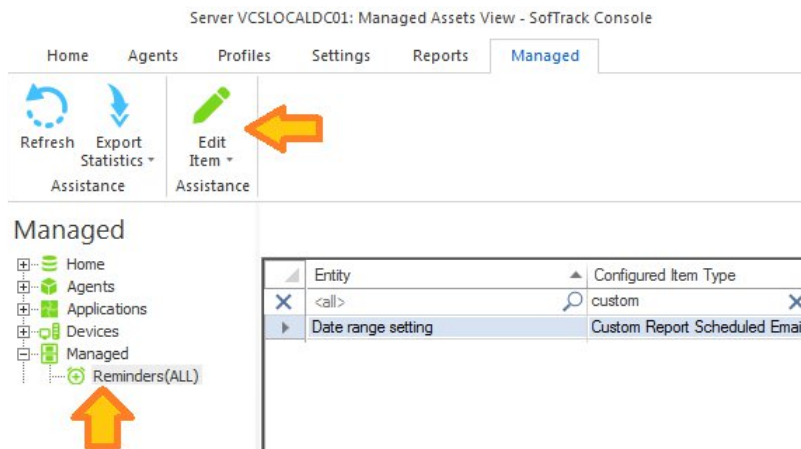 Server VCSLOCALDC01: Managed Assets View - SofTrack Console
Home Agents Profiles Settings Reports Managed
Refresh Export Statistics Edit Item
Assistance Assistance
Managed
Home
Agents
Applications
Devices
Managed
Reminders(ALL)
Entity Configured Item Type
<all> custom
Date range setting Custom Report Scheduled Emai